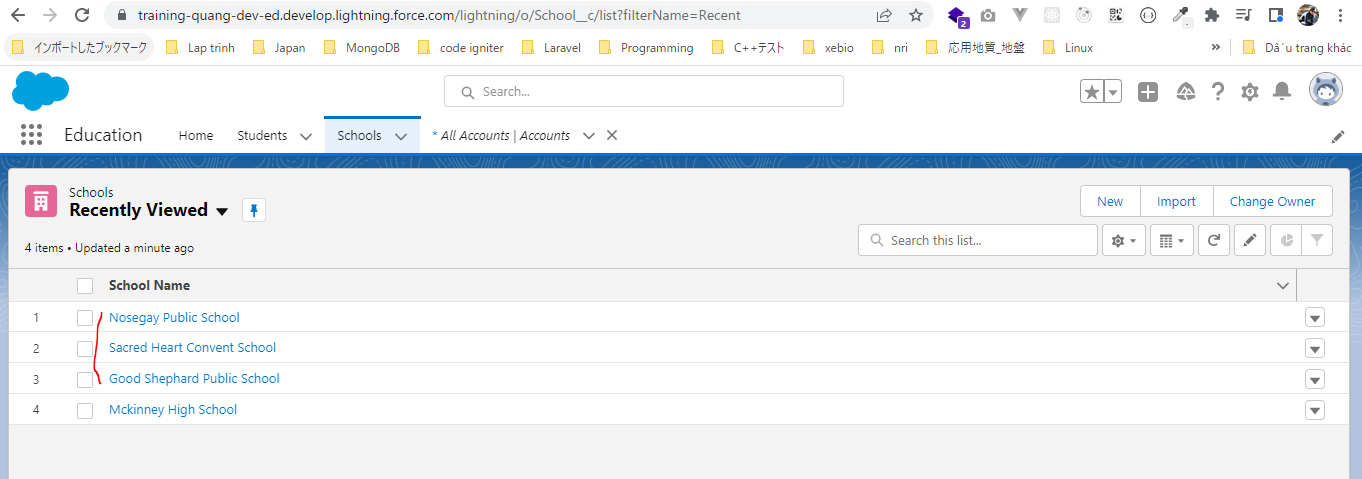 training-quang-dev-ed.develop.lightning.force.com/lightning/o/School__c/list?filterName=Recent
2
インポートしたブックマーク Lap trinh Japan MongoDB code igniter Laravel Programming C++テスト xebio nri 応用地質_地盤 Linux » Dấu trang khác
Search...
Education Home Students Schools * All Accounts | Accounts
Schools
Recently Viewed
New Import Change Owner
4 items • Updated a minute ago
Search this list...
School Name
1 Nosegay Public School
2 Sacred Heart Convent School
3 Good Shephard Public School
4 Mckinney High School